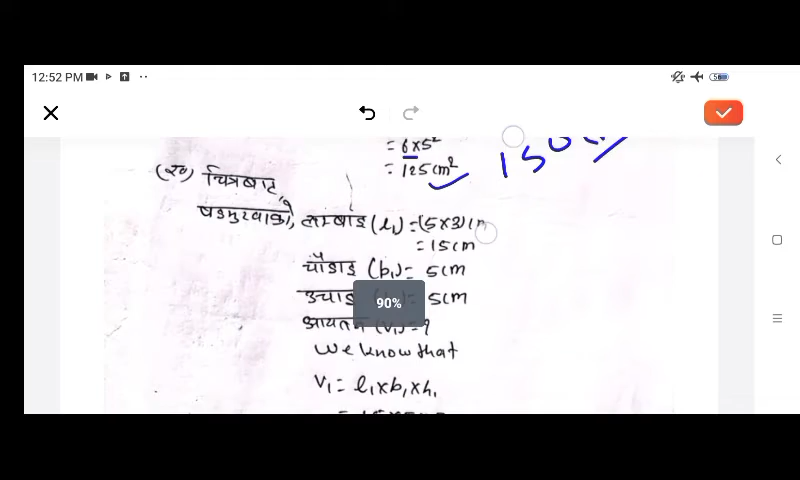 12:52 PM
56
= 6×5²
= 125cm²
150
(ख) चित्रबाट,
षडमुखाको, लम्बाइ (l₁) = (5×3)cm
= 15cm
चौडाइ (b₁) = 5cm
उचाइ = 5cm
90%
आयतन (V₁) = ?
We know that
V₁ = l₁×b₁×h₁